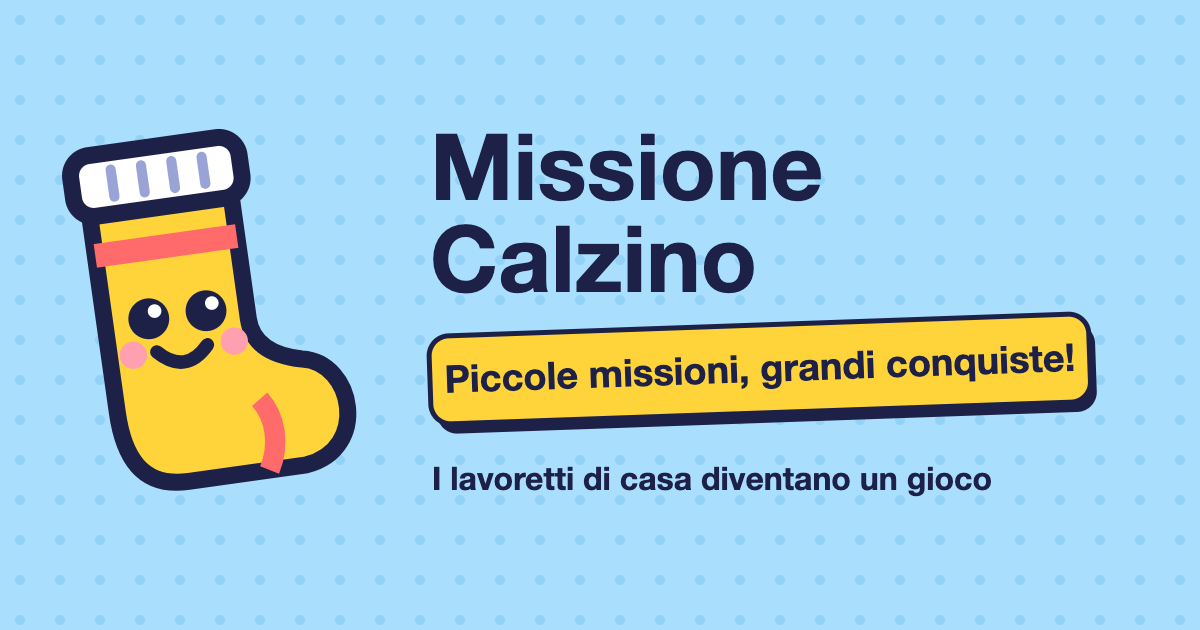 Missione
Calzino
Piccole missioni, grandi conquiste!
I lavoretti di casa diventano un gioco